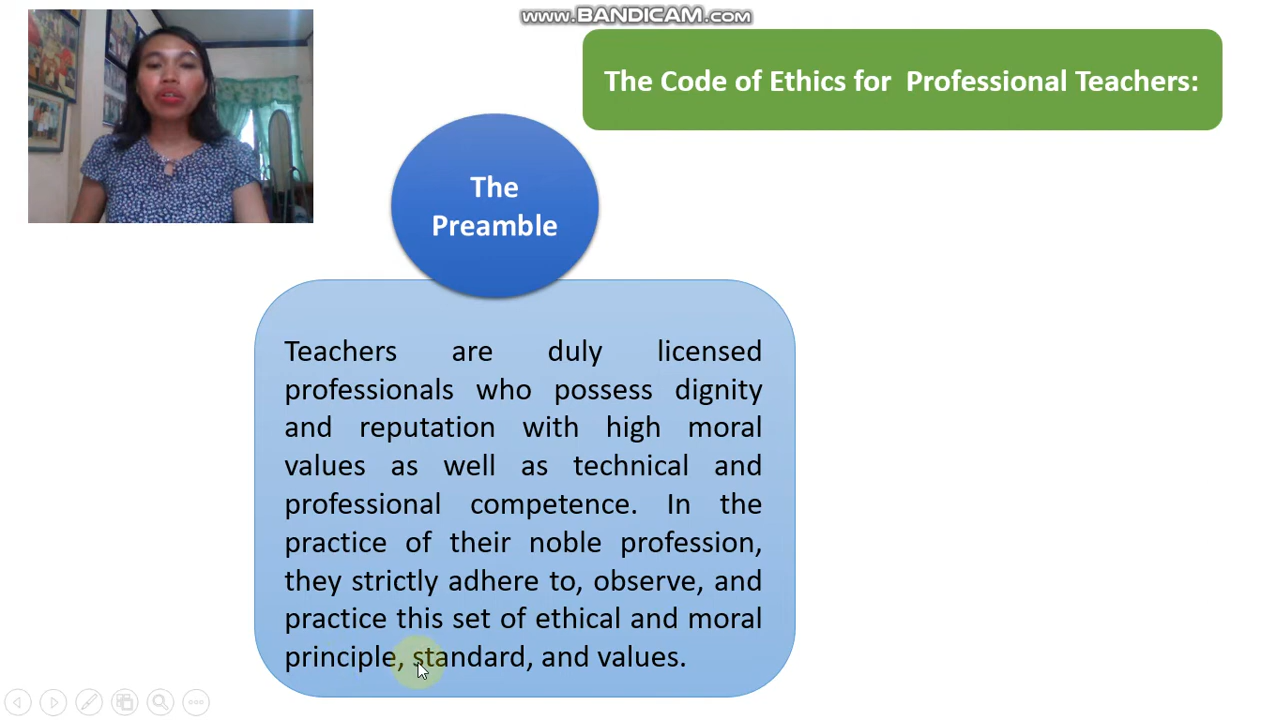 www.BANDICAM.com
The Code of Ethics for Professional Teachers:
The
Preamble
Teachers are duly licensed
professionals who possess dignity
and reputation with high moral
values as well as technical and
professional competence. In the
practice of their noble profession,
they strictly adhere to, observe, and
practice this set of ethical and moral
principle, standard, and values.